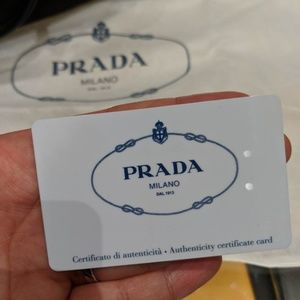 PRADA
MILANO
DAL 1913
PRADA
MILANO
DAL 1913
Certificato di autenticità • Authenticity certificate card